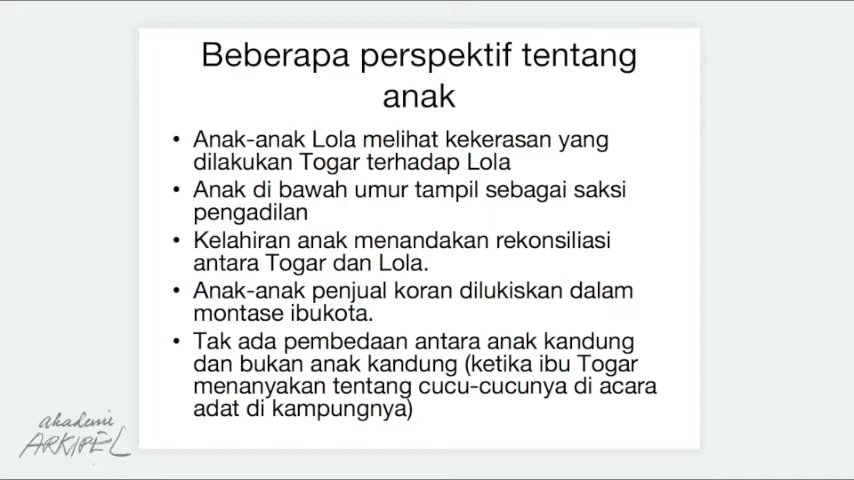 Beberapa perspektif tentang
anak
• Anak-anak Lola melihat kekerasan yang
dilakukan Togar terhadap Lola
• Anak di bawah umur tampil sebagai saksi
pengadilan
• Kelahiran anak menandakan rekonsiliasi
antara Togar dan Lola.
• Anak-anak penjual koran dilukiskan dalam
montase ibukota.
• Tak ada pembedaan antara anak kandung
dan bukan anak kandung (ketika ibu Togar
menanyakan tentang cucu-cucunya di acara
adat di kampungnya)
akademi
ARKIPEL